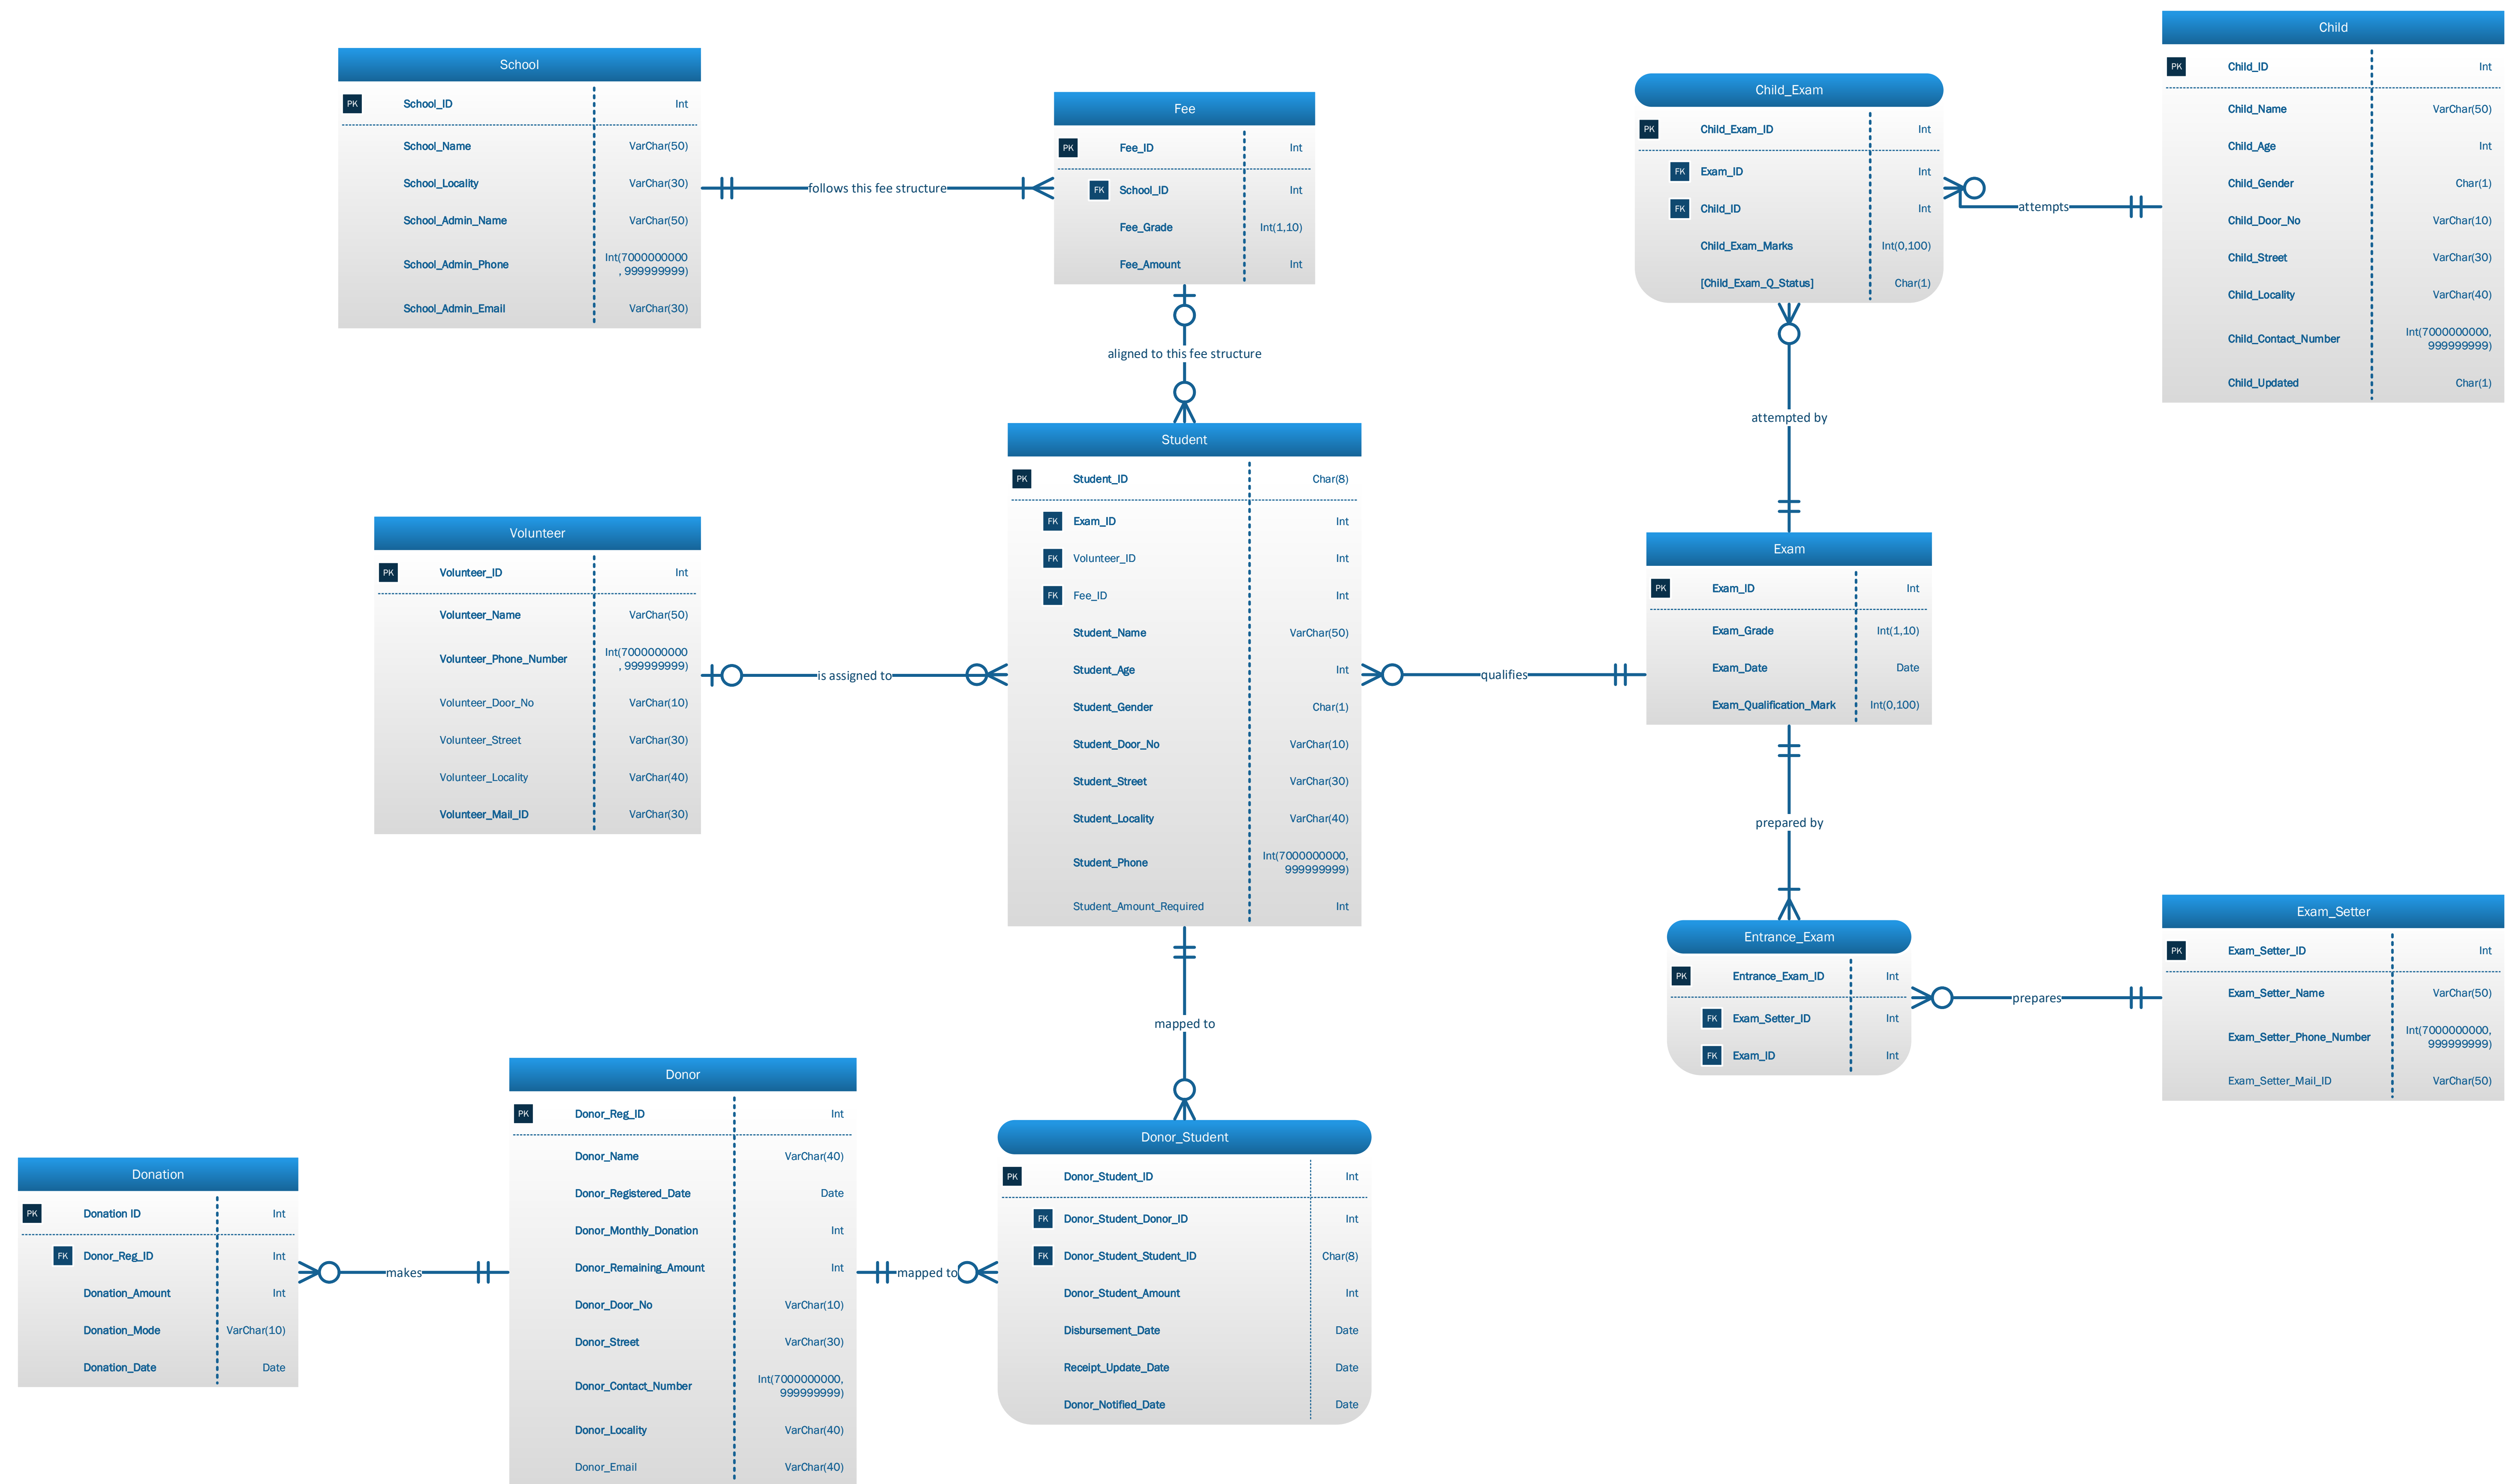 School
PK School_ID Int
School_Name VarChar(50)
School_Locality VarChar(30)
School_Admin_Name VarChar(50)
School_Admin_Phone Int(7000000000
, 999999999)
School_Admin_Email VarChar(30)
follows this fee structure
Fee
PK Fee_ID Int
FK School_ID Int
Fee_Grade Int(1,10)
Fee_Amount Int
aligned to this fee structure
Child_Exam
PK Child_Exam_ID Int
FK Exam_ID Int
FK Child_ID Int
Child_Exam_Marks Int(0,100)
[Child_Exam_Q_Status] Char(1)
attempts
Child
PK Child_ID Int
Child_Name VarChar(50)
Child_Age Int
Child_Gender Char(1)
Child_Door_No VarChar(10)
Child_Street VarChar(30)
Child_Locality VarChar(40)
Child_Contact_Number Int(7000000000,
999999999)
Child_Updated Char(1)
attempted by
Volunteer
PK Volunteer_ID Int
Volunteer_Name VarChar(50)
Volunteer_Phone_Number Int(7000000000
, 999999999)
Volunteer_Door_No VarChar(10)
Volunteer_Street VarChar(30)
Volunteer_Locality VarChar(40)
Volunteer_Mail_ID VarChar(30)
is assigned to
Student
PK Student_ID Char(8)
FK Exam_ID Int
FK Volunteer_ID Int
FK Fee_ID Int
Student_Name VarChar(50)
Student_Age Int
Student_Gender Char(1)
Student_Door_No VarChar(10)
Student_Street VarChar(30)
Student_Locality VarChar(40)
Student_Phone Int(7000000000,
999999999)
Student_Amount_Required Int
qualifies
Exam
PK Exam_ID Int
Exam_Grade Int(1,10)
Exam_Date Date
Exam_Qualification_Mark Int(0,100)
prepared by
Entrance_Exam
PK Entrance_Exam_ID Int
FK Exam_Setter_ID Int
FK Exam_ID Int
prepares
Exam_Setter
PK Exam_Setter_ID Int
Exam_Setter_Name VarChar(50)
Exam_Setter_Phone_Number Int(7000000000,
999999999)
Exam_Setter_Mail_ID VarChar(50)
mapped to
Donation
PK Donation ID Int
FK Donor_Reg_ID Int
Donation_Amount Int
Donation_Mode VarChar(10)
Donation_Date Date
makes
Donor
PK Donor_Reg_ID Int
Donor_Name VarChar(40)
Donor_Registered_Date Date
Donor_Monthly_Donation Int
Donor_Remaining_Amount Int
Donor_Door_No VarChar(10)
Donor_Street VarChar(30)
Donor_Contact_Number Int(7000000000,
999999999)
Donor_Locality VarChar(40)
Donor_Email VarChar(40)
mapped to
Donor_Student
PK Donor_Student_ID Int
FK Donor_Student_Donor_ID Int
FK Donor_Student_Student_ID Char(8)
Donor_Student_Amount Int
Disbursement_Date Date
Receipt_Update_Date Date
Donor_Notified_Date Date